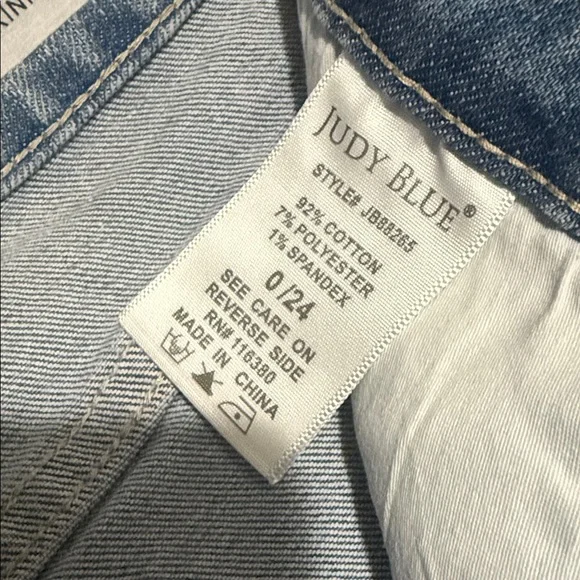 JUDY BLUE®
STYLE# JB88265
92% COTTON
7% POLYESTER
1% SPANDEX
0/24
SEE CARE ON
REVERSE SIDE
RN# 116380
MADE IN CHINA